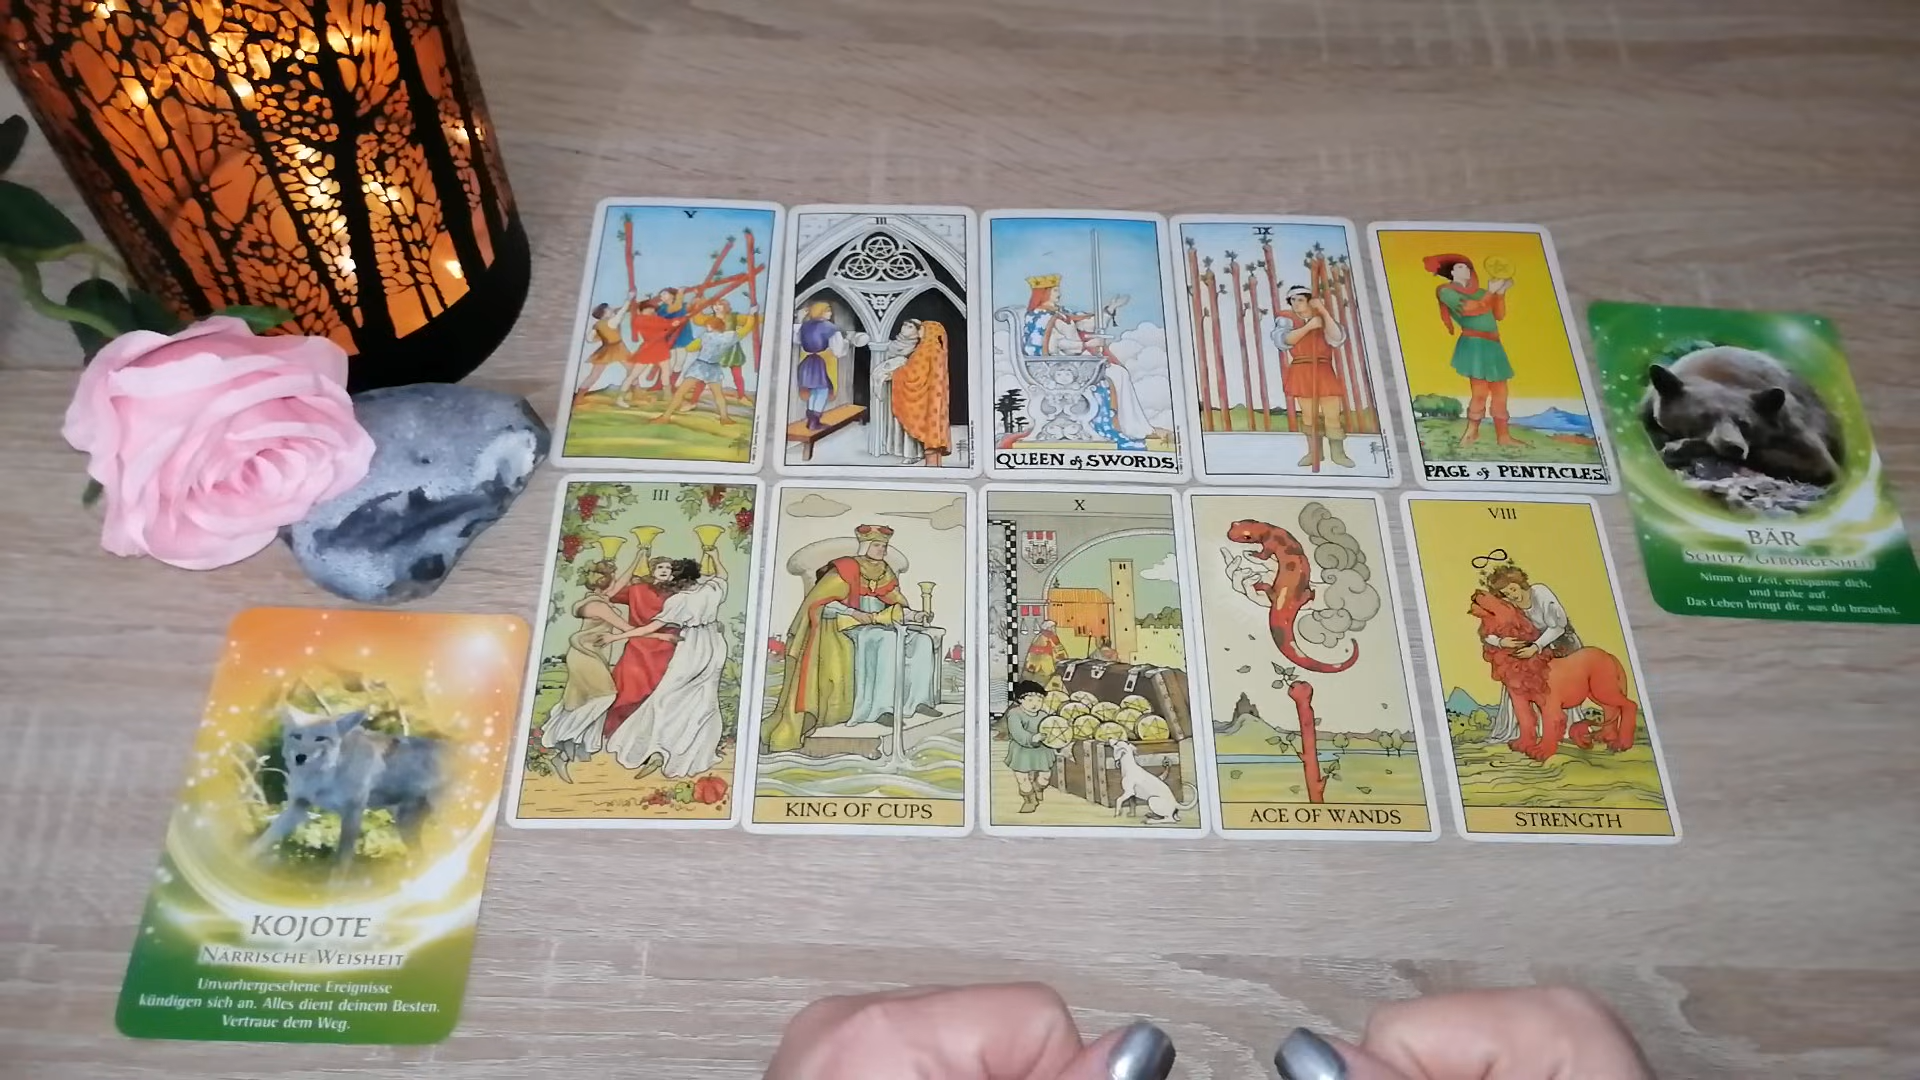 V
III
QUEEN of SWORDS
IX
PAGE of PENTACLES
III
KING OF CUPS
X
ACE OF WANDS
VIII
STRENGTH
BÄR
SCHUTZ, GEBORGENHEIT
Nimm dir Zeit, entspanne dich,
und tanke auf.
Das Leben bringt dir, was du brauchst.
KOJOTE
NÄRRISCHE WEISHEIT
Unvorhergesehene Ereignisse
kündigen sich an. Alles dient deinem Besten.
Vertraue dem Weg.